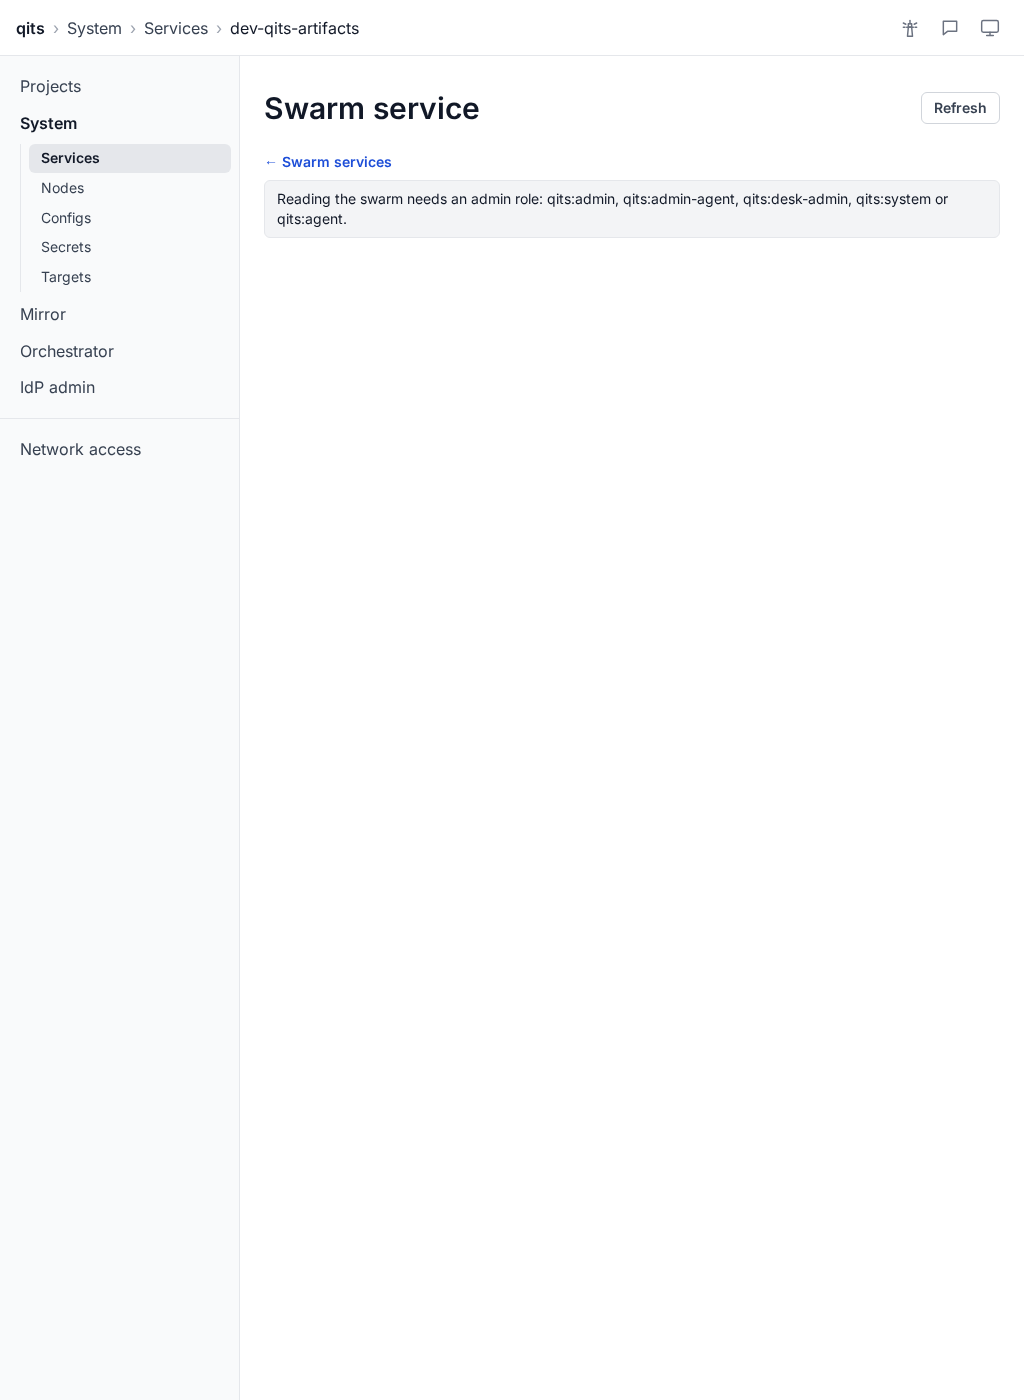 qits › System › Services › dev-qits-artifacts
Projects
System
Services
Nodes
Configs
Secrets
Targets
Mirror
Orchestrator
IdP admin
Network access
Swarm service
Refresh
← Swarm services
Reading the swarm needs an admin role: qits:admin, qits:admin-agent, qits:desk-admin, qits:system or
qits:agent.